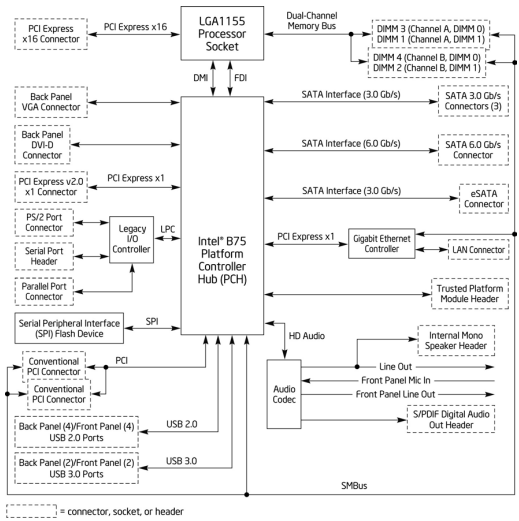 PCI Express
x16 Connector
PCI Express x16
LGA1155
Processor
Socket
Dual-Channel
Memory Bus
DIMM 3 (Channel A, DIMM 0)
DIMM 1 (Channel A, DIMM 1)
DIMM 4 (Channel B, DIMM 0)
DIMM 2 (Channel B, DIMM 1)
DMI
FDI
Back Panel
VGA Connector
SATA Interface (3.0 Gb/s)
SATA 3.0 Gb/s
Connectors (3)
Back Panel
DVI-D
Connector
SATA Interface (6.0 Gb/s)
SATA 6.0 Gb/s
Connector
PCI Express v2.0
x1 Connector
PCI Express x1
SATA Interface (3.0 Gb/s)
eSATA
Connector
PS/2 Port
Connector
Serial Port
Header
Parallel Port
Connector
Legacy
I/O
Controller
LPC
Intel® B75
Platform
Controller
Hub (PCH)
PCI Express x1
Gigabit Ethernet
Controller
LAN Connector
Trusted Platform
Module Header
Serial Peripheral Interface
(SPI) Flash Device
SPI
HD Audio
Internal Mono
Speaker Header
Conventional
PCI Connector
PCI
Conventional
PCI Connector
Audio
Codec
Line Out
Front Panel Mic In
Front Panel Line Out
S/PDIF Digital Audio
Out Header
Back Panel (4)/Front Panel (4)
USB 2.0 Ports
USB 2.0
Back Panel (2)/Front Panel (2)
USB 3.0 Ports
USB 3.0
SMBus
= connector, socket, or header